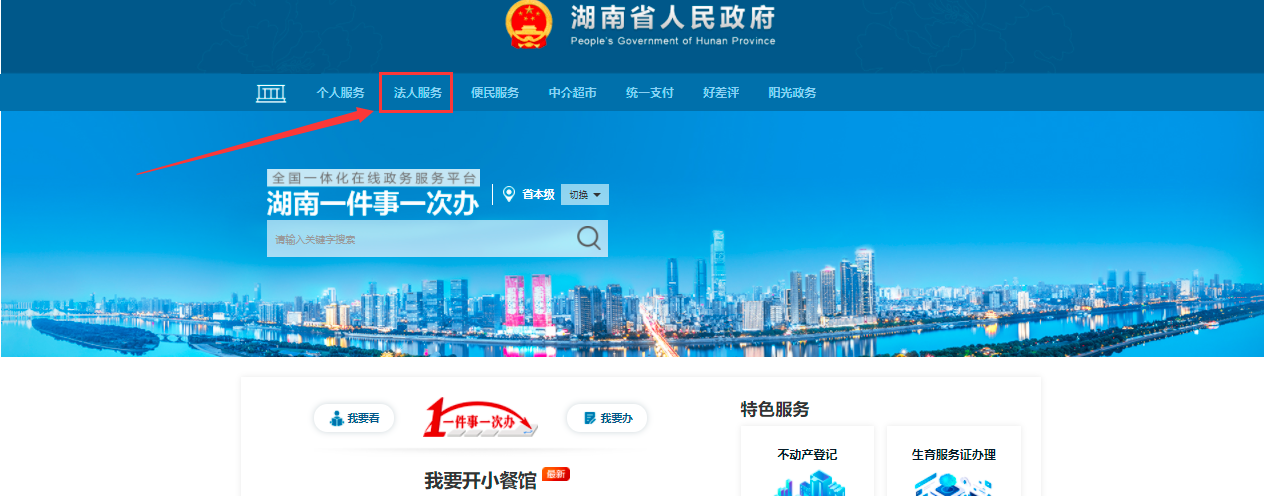 湖南省人民政府
People's Government of Hunan Province
个人服务 法人服务 便民服务 中介超市 统一支付 好差评 阳光政务
全国一体化在线政务服务平台
湖南一件事一次办 省本级 切换
请输入关键字搜索
我要看 1一件事一次办 我要办 特色服务
不动产登记 生育服务证办理
我要开小餐馆 最新